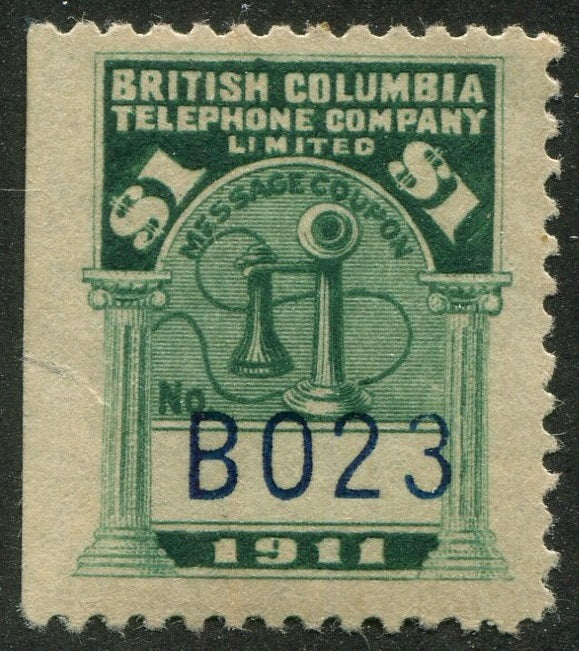 BRITISH COLUMBIA
TELEPHONE COMPANY
LIMITED
$1 $1
MESSAGE COUPON
No
B023
1911